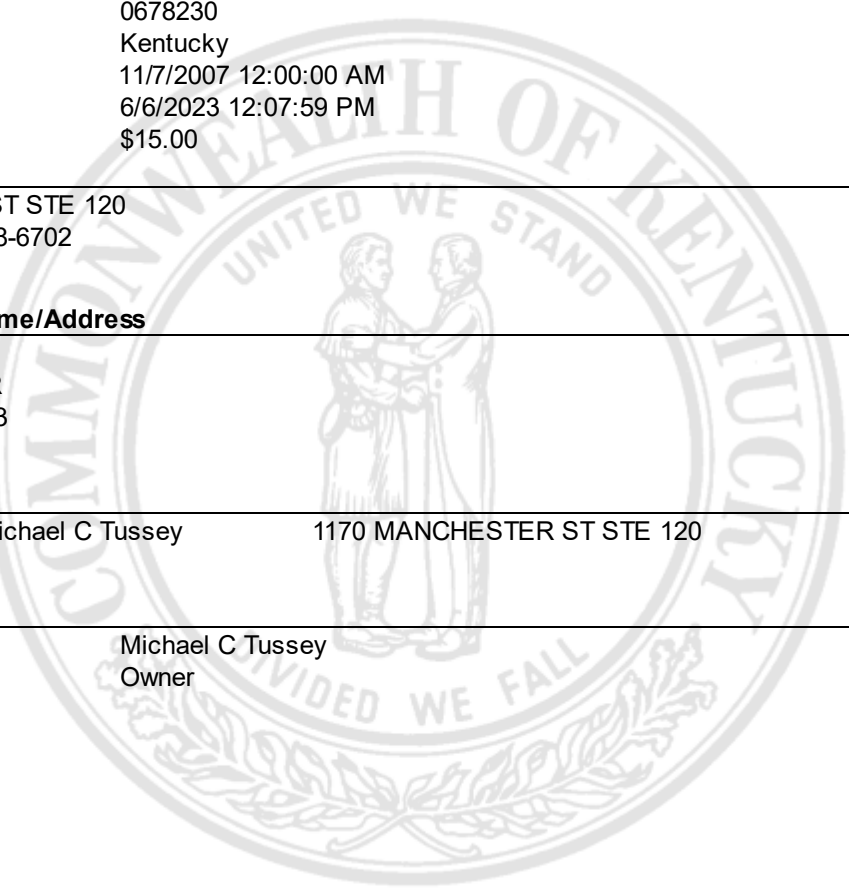 0678230
Kentucky
11/7/2007 12:00:00 AM
6/6/2023 12:07:59 PM
$15.00
ST STE 120
3-6702
me/Address
R
3
ichael C Tussey 1170 MANCHESTER ST STE 120
Michael C Tussey
Owner
COMMONWEALTH OF KENTUCKY
UNITED WE STAND
DIVIDED WE FALL